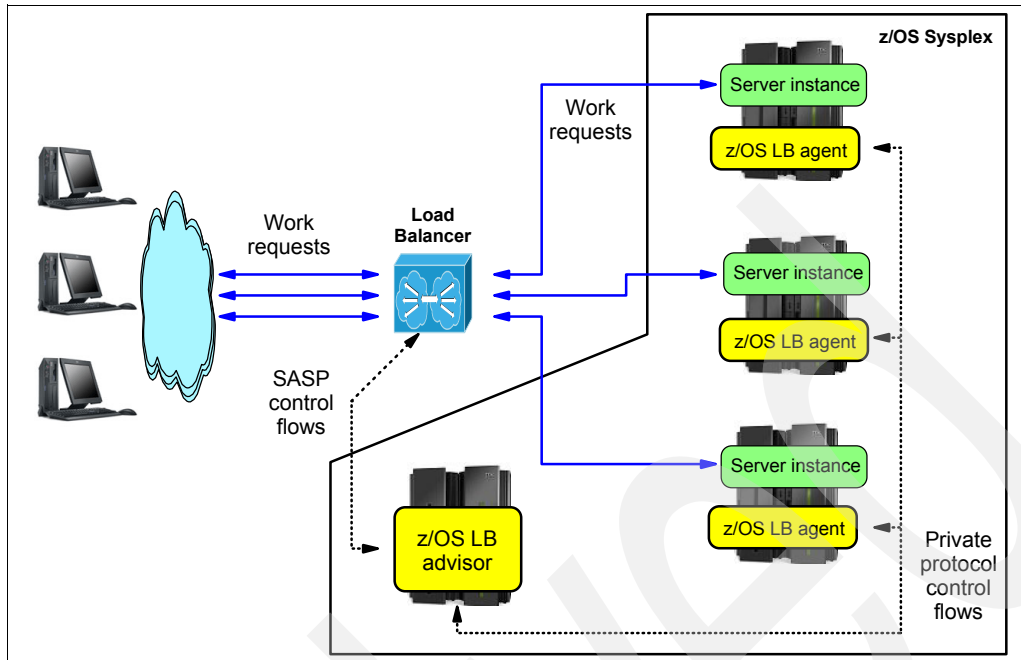 z/OS Sysplex
Server instance
z/OS LB agent
Work
requests
Work
requests
Load
Balancer
Server instance
z/OS LB agent
SASP
control
flows
Server instance
z/OS LB agent
z/OS LB
advisor
Private
protocol
control
flows